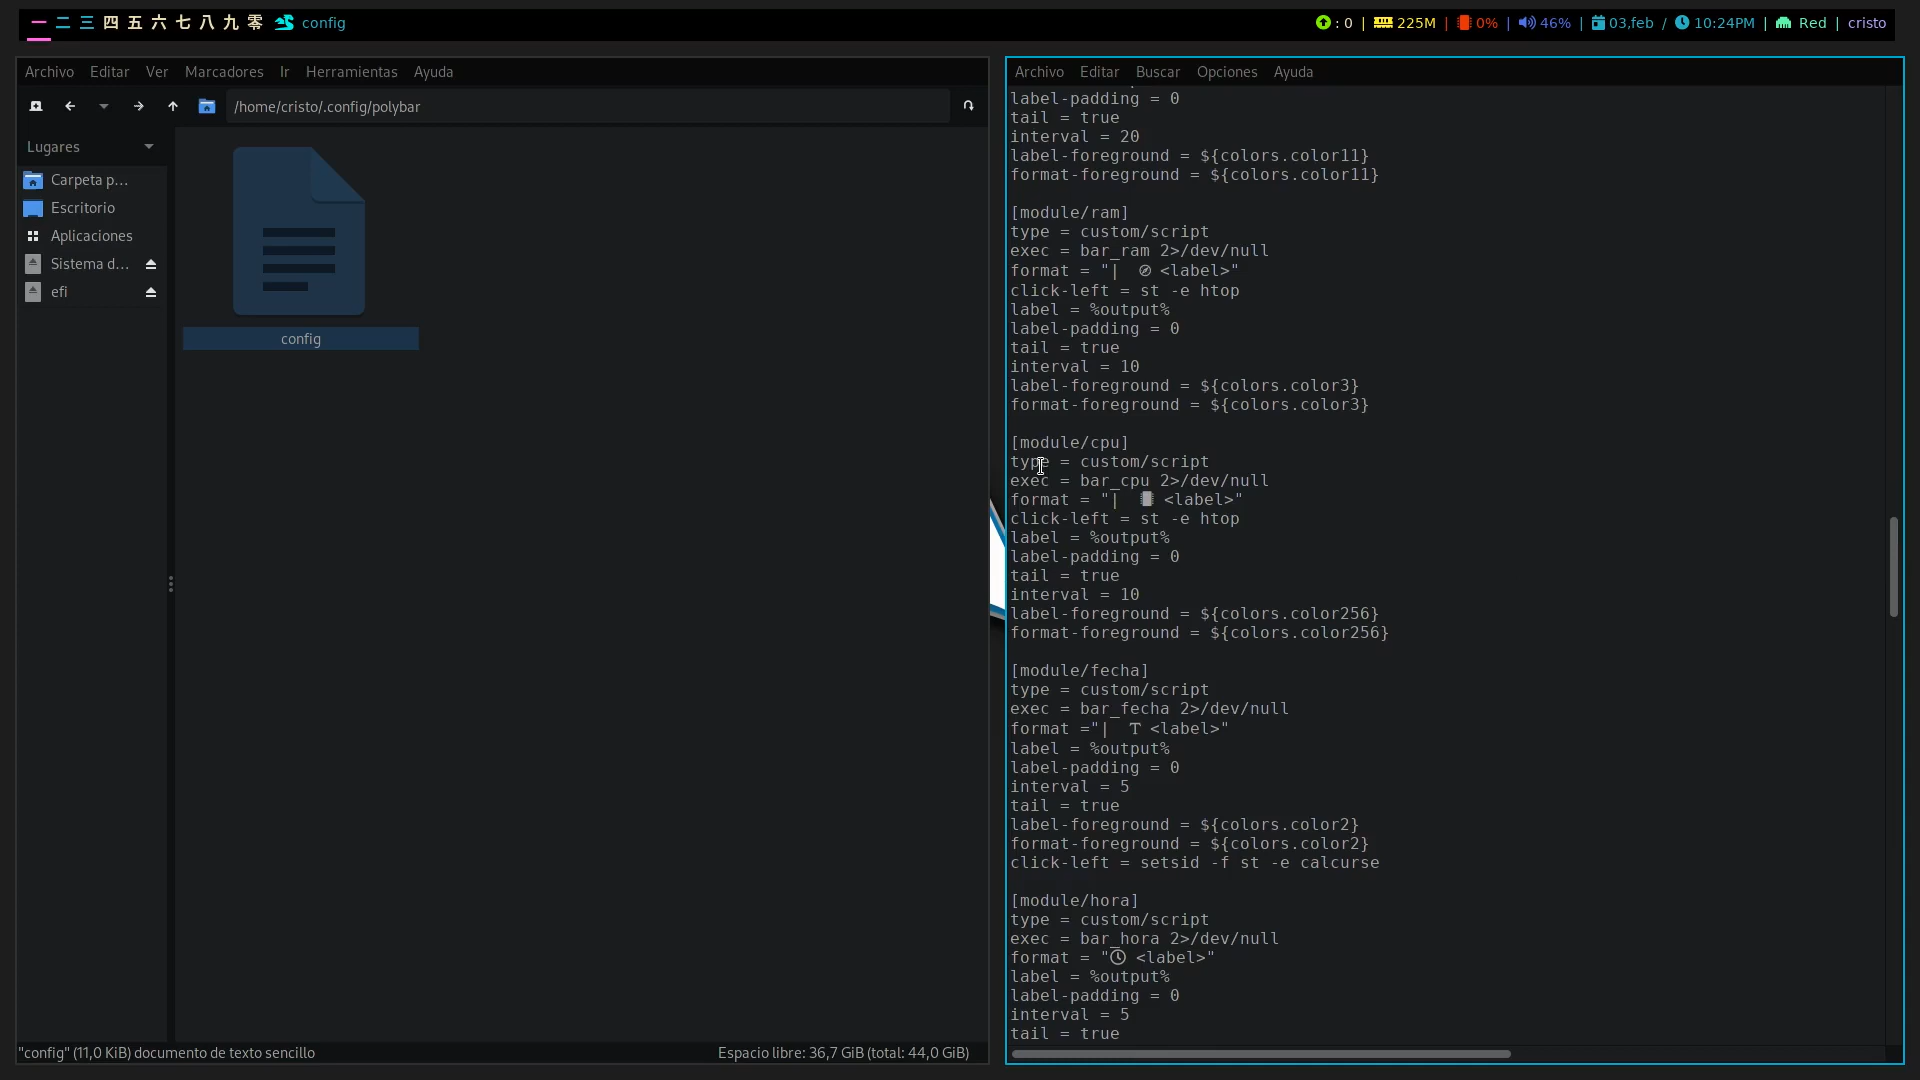 一 二 三 四 五 六 七 八 九 零 config
: 0 | 225M | 0% | 46% | 03,feb / 10:24PM | Red | cristo
Archivo Editar Ver Marcadores Ir Herramientas Ayuda
/home/cristo/.config/polybar
Lugares
Carpeta p...
Escritorio
Aplicaciones
Sistema d...
efi
config
"config" (11,0 KiB) documento de texto sencillo
Espacio libre: 36,7 GiB (total: 44,0 GiB)
Archivo Editar Buscar Opciones Ayuda
label-padding = 0
tail = true
interval = 20
label-foreground = ${colors.color11}
format-foreground = ${colors.color11}
[module/ram]
type = custom/script
exec = bar_ram 2>/dev/null
format = "| <label>"
click-left = st -e htop
label = %output%
label-padding = 0
tail = true
interval = 10
label-foreground = ${colors.color3}
format-foreground = ${colors.color3}
[module/cpu]
type = custom/script
exec = bar_cpu 2>/dev/null
format = "| <label>"
click-left = st -e htop
label = %output%
label-padding = 0
tail = true
interval = 10
label-foreground = ${colors.color256}
format-foreground = ${colors.color256}
[module/fecha]
type = custom/script
exec = bar_fecha 2>/dev/null
format ="| T <label>"
label = %output%
label-padding = 0
interval = 5
tail = true
label-foreground = ${colors.color2}
format-foreground = ${colors.color2}
click-left = setsid -f st -e calcurse
[module/hora]
type = custom/script
exec = bar_hora 2>/dev/null
format = " <label>"
label = %output%
label-padding = 0
interval = 5
tail = true